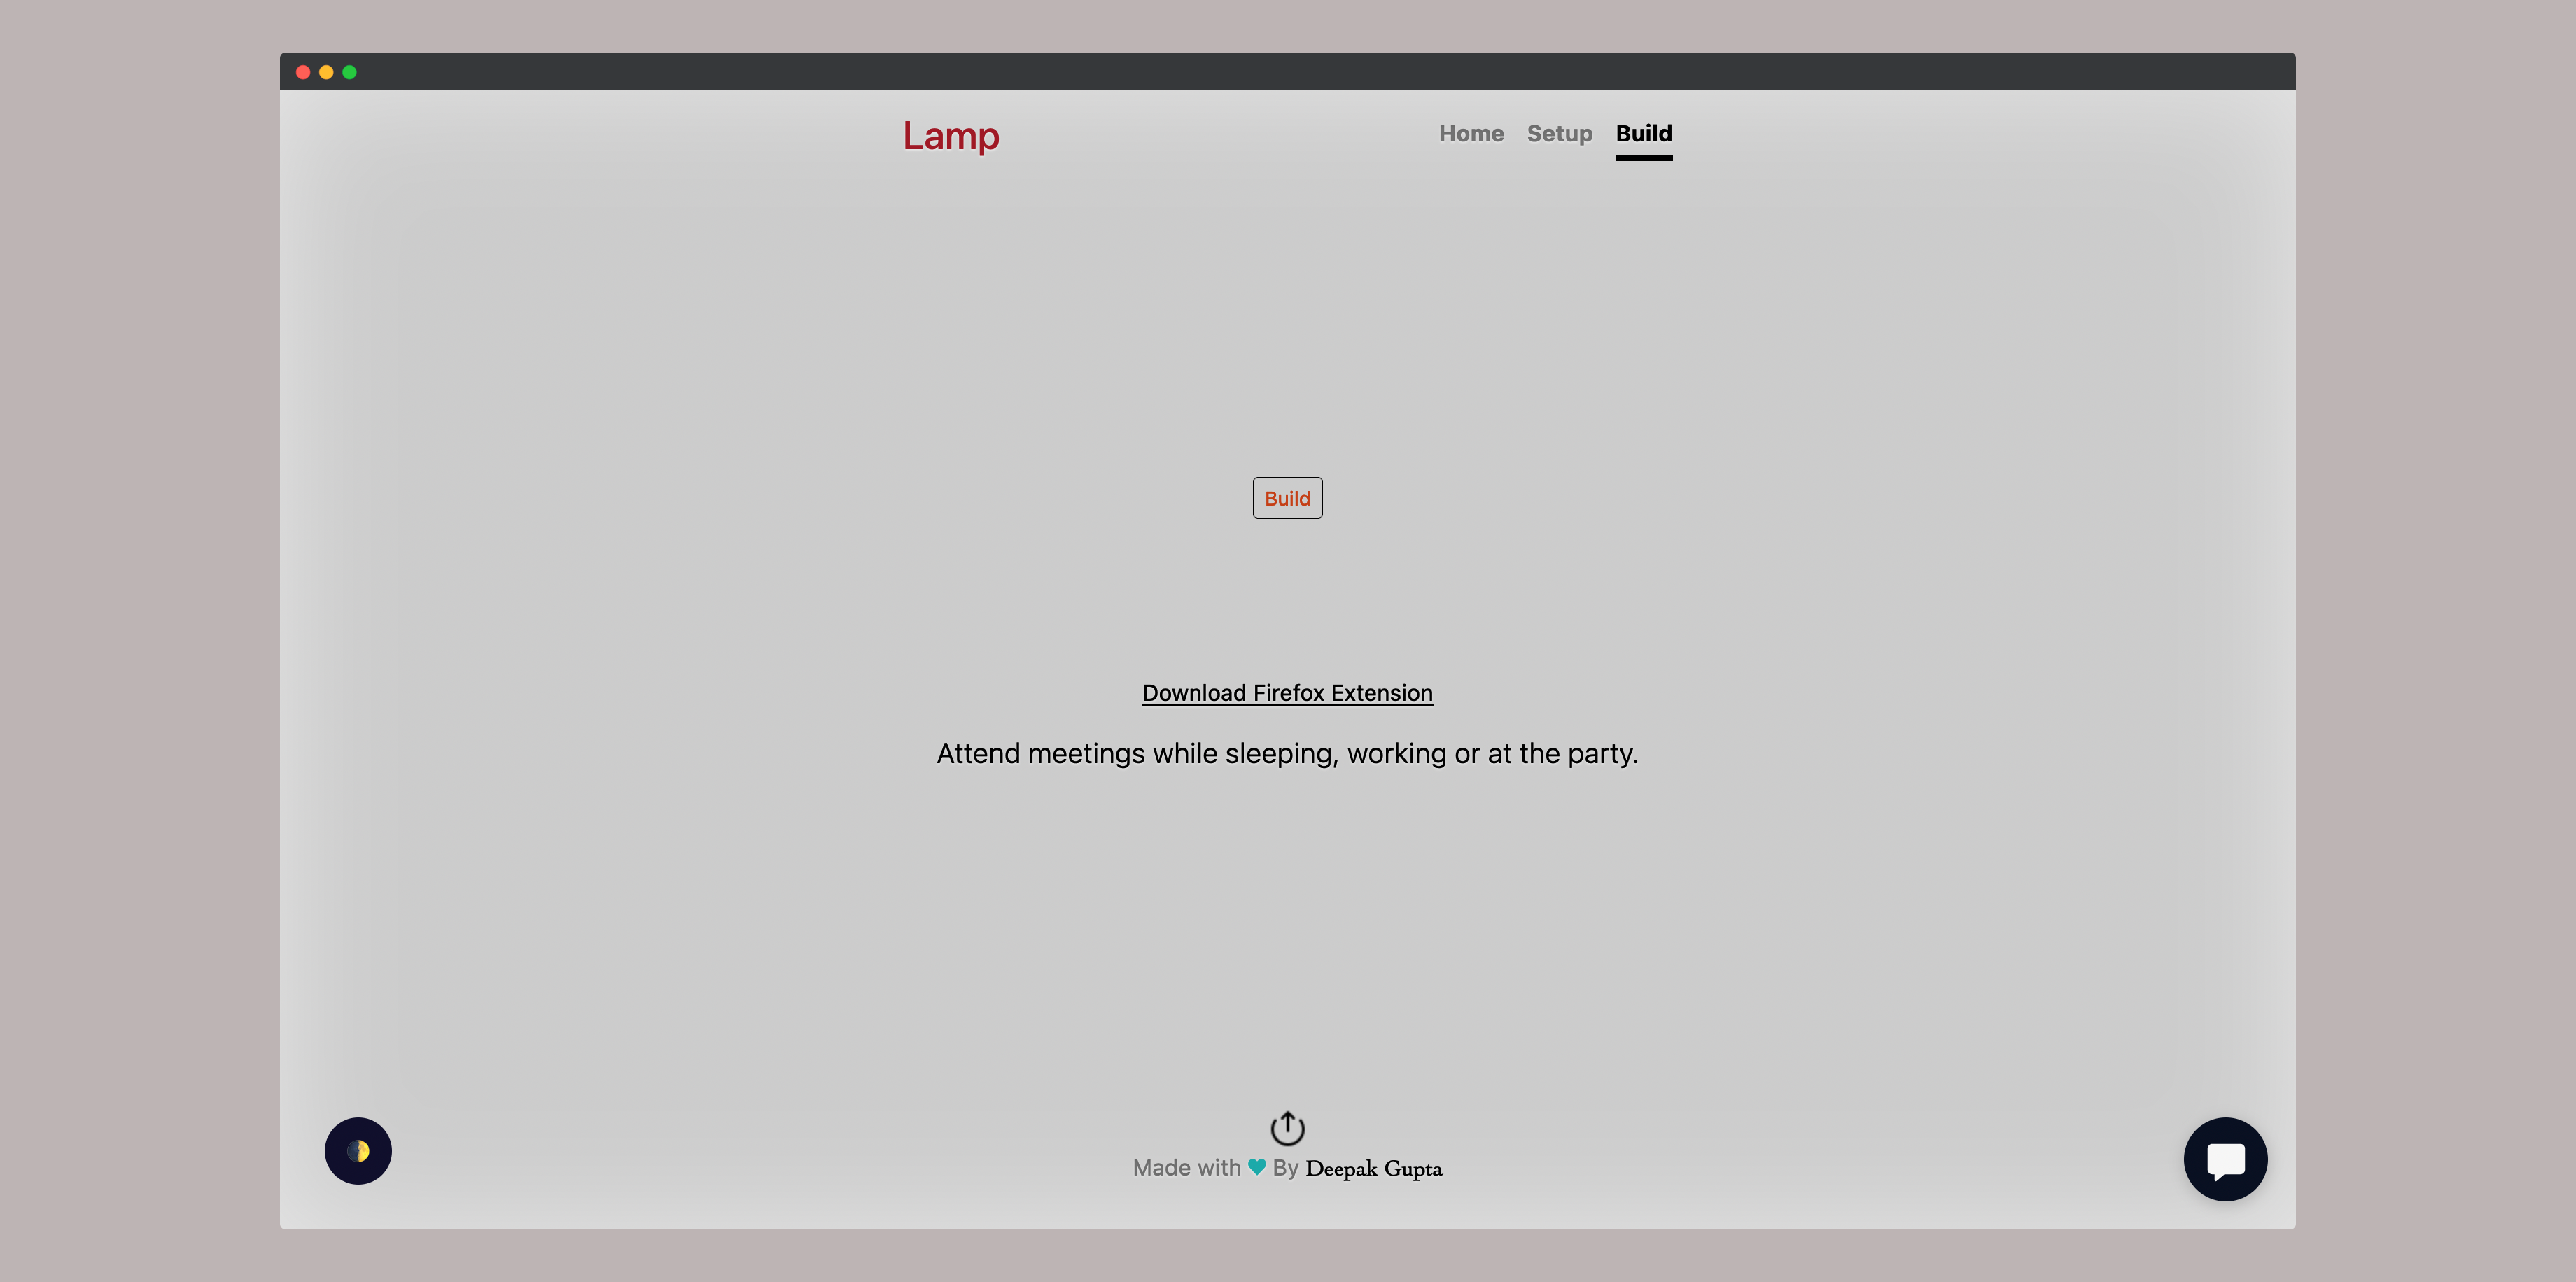 Lamp
Home Setup Build
Build
Download Firefox Extension
Attend meetings while sleeping, working or at the party.
Made with By Deepak Gupta